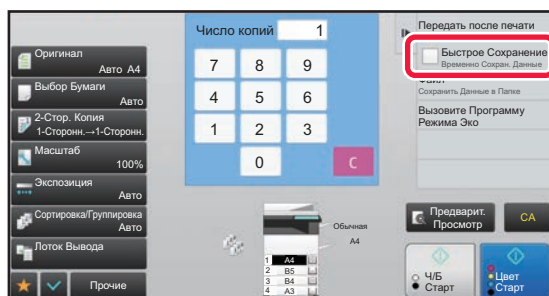 Число копий 1
Оригинал
Авто A4
Выбор Бумаги
Авто
2-Стор. Копия
1-Сторонн.→1-Сторонн.
Масштаб
100%
Экспозиция
Авто
Сортировка/Группировка
Авто
Лоток Вывода
Прочие
7 8 9
4 5 6
1 2 3
0 C
Обычная
A4
1 A4
2 B5
3 B4
4 A3
Передать после печати
Быстрое Сохранение
Временно Сохран. Данные
Файл
Сохранить Данные в Папке
Вызовите Программу
Режима Эко
Предварит.
Просмотр
CA
Ч/Б
Старт
Цвет
Старт